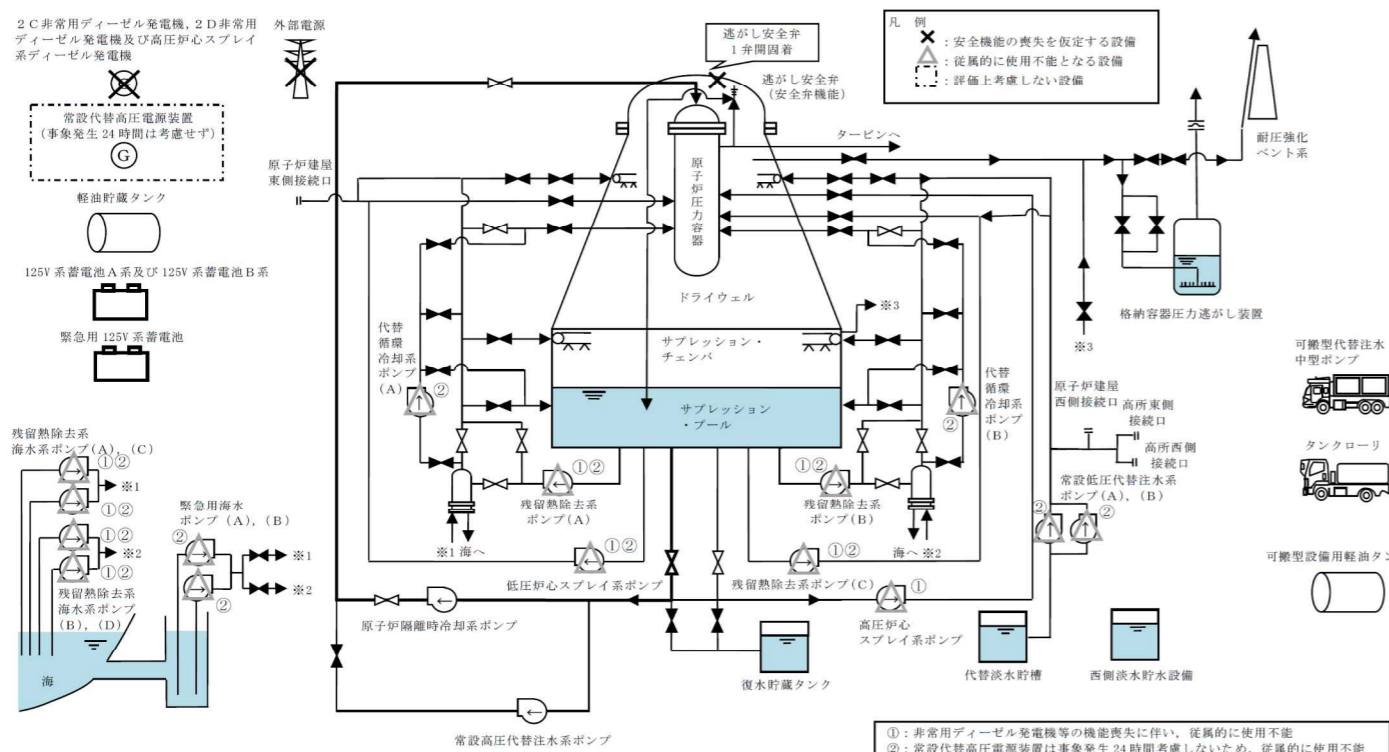 2C非常用ディーゼル発電機,2D非常用
ディーゼル発電機及び高圧炉心スプレイ
系ディーゼル発電機
外部電源
常設代替高圧電源装置
(事象発生24時間は考慮せず)
G
軽油貯蔵タンク
125V系蓄電池A系及び125V系蓄電池B系
緊急用125V系蓄電池
逃がし安全弁
1弁開固着
逃がし安全弁
(安全弁機能)
凡 例
:安全機能の喪失を仮定する設備
:従属的に使用不能となる設備
:評価上考慮しない設備
タービンへ
耐圧強化
ベント系
原子炉建屋
東側接続口
原子炉圧力容器
ドライウェル
※3
サプレッション・
チェンバ
サプレッション
・プール
代替
循環
冷却系
ポンプ
(A)
②
代替
循環
冷却系
ポンプ
(B)
②
格納容器圧力逃がし装置
※3
可搬型代替注水
中型ポンプ
原子炉建屋
西側接続口
高所東側
接続口
高所西側
接続口
タンクローリ
常設低圧代替注水系
ポンプ(A),(B)
②
②
残留熱除去系
海水系ポンプ(A),(C)
①②
※1
①②
①②
※2
①②
残留熱除去系
海水系ポンプ
(B),(D)
海
緊急用海水
ポンプ(A),(B)
②
②
※1
※2
①②
残留熱除去系
ポンプ(A)
※1
海へ
①②
低圧炉心スプレイ系ポンプ
①②
残留熱除去系
ポンプ(B)
海へ
※2
①②
残留熱除去系ポンプ(C)
可搬型設備用軽油タン
原子炉隔離時冷却系ポンプ
①
高圧炉心
スプレイ系ポンプ
復水貯蔵タンク
代替淡水貯槽
西側淡水貯水設備
常設高圧代替注水系ポンプ
①:非常用ディーゼル発電機等の機能喪失に伴い,従属的に使用不能
②:常設代替高圧電源装置は事象発生24時間考慮しないため,従属的に使用不能